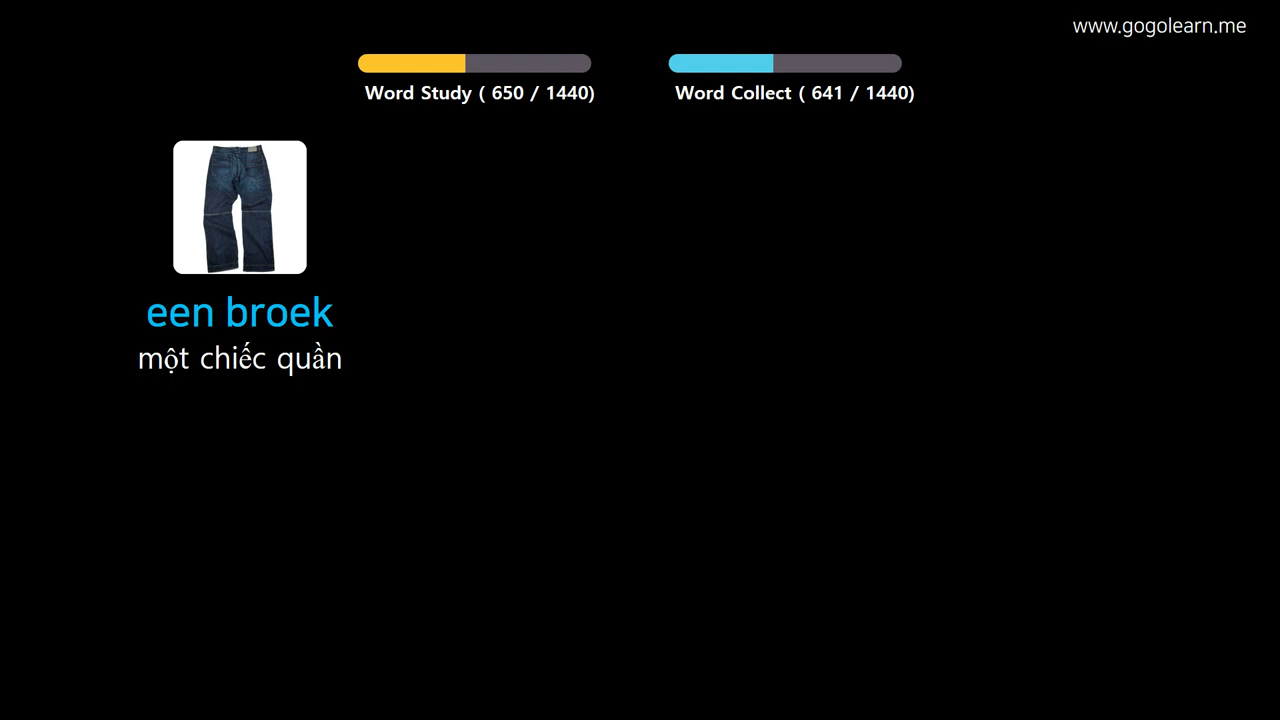 www.gogolearn.me
Word Study ( 650 / 1440)
Word Collect ( 641 / 1440)
een broek
một chiếc quần